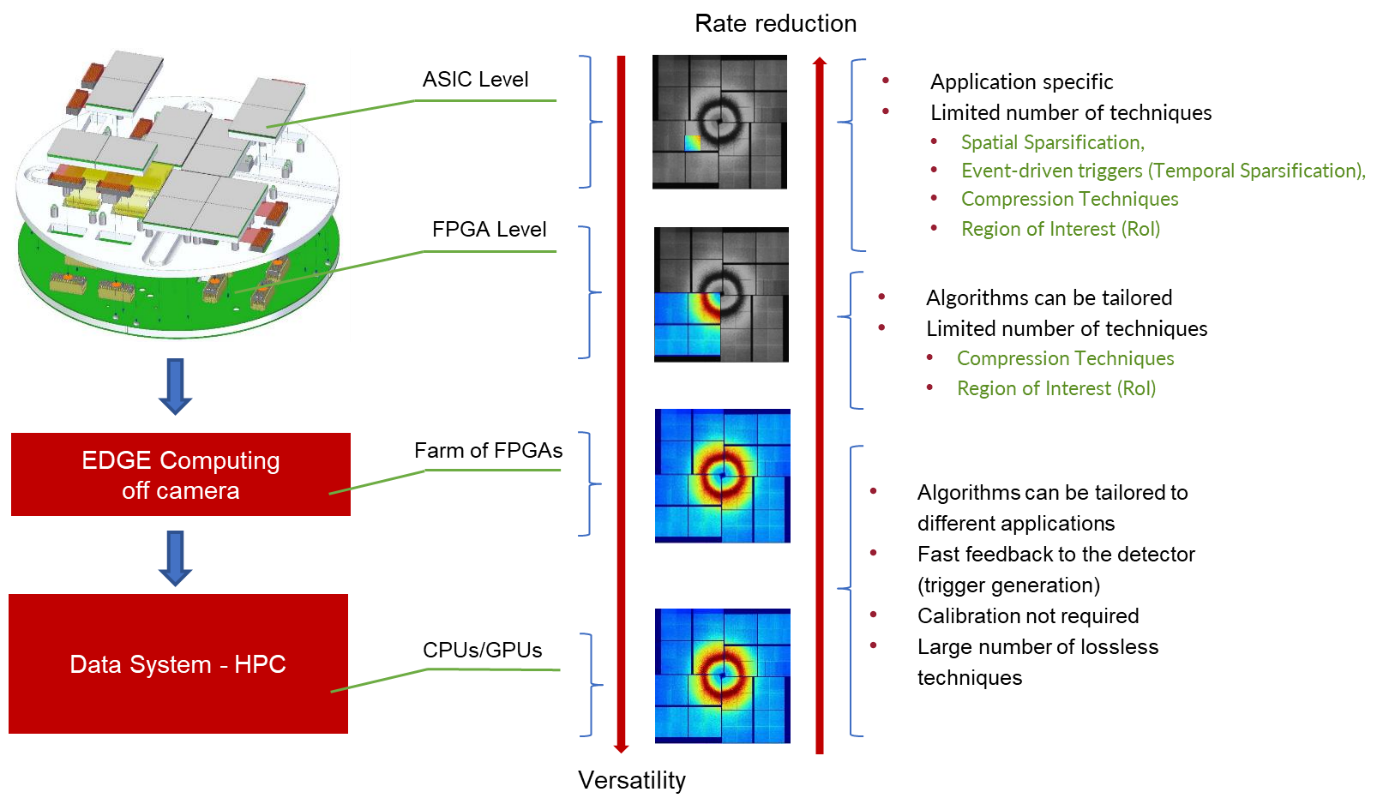 Rate reduction
ASIC Level
FPGA Level
EDGE Computing
off camera
Farm of FPGAs
Data System - HPC
CPUs/GPUs
Versatility
• Application specific
• Limited number of techniques
• Spatial Sparsification,
• Event-driven triggers (Temporal Sparsification),
• Compression Techniques
• Region of Interest (RoI)
• Algorithms can be tailored
• Limited number of techniques
• Compression Techniques
• Region of Interest (RoI)
• Algorithms can be tailored to
different applications
• Fast feedback to the detector
(trigger generation)
• Calibration not required
• Large number of lossless
techniques